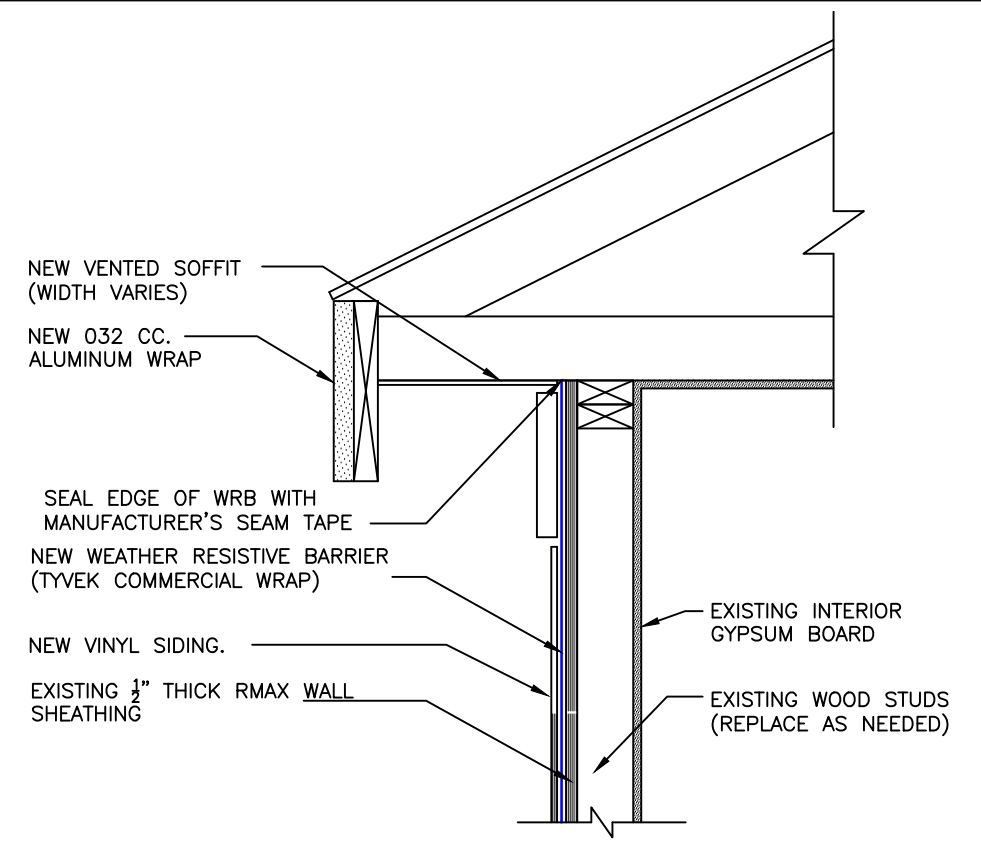 NEW VENTED SOFFIT
(WIDTH VARIES)
NEW 032 CC.
ALUMINUM WRAP
SEAL EDGE OF WRB WITH
MANUFACTURER'S SEAM TAPE
NEW WEATHER RESISTIVE BARRIER
(TYVEK COMMERCIAL WRAP)
NEW VINYL SIDING.
EXISTING ½" THICK RMAX WALL
SHEATHING
EXISTING INTERIOR
GYPSUM BOARD
EXISTING WOOD STUDS
(REPLACE AS NEEDED)